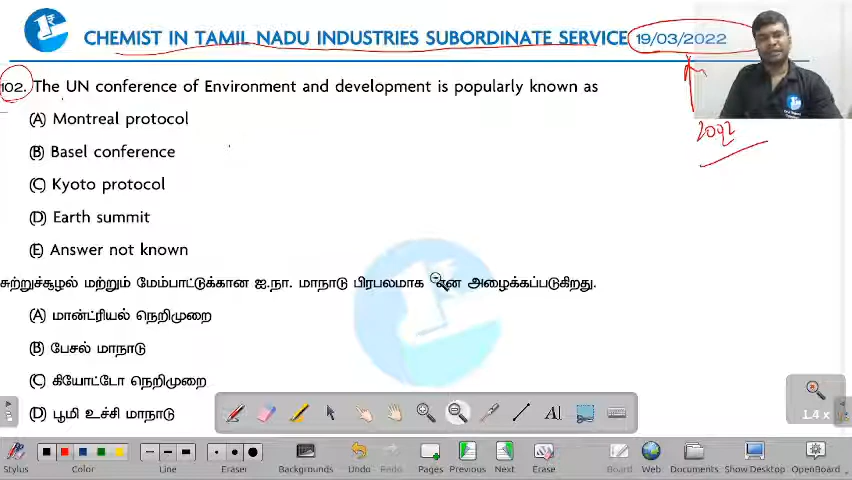 CHEMIST IN TAMIL NADU INDUSTRIES SUBORDINATE SERVICE 19/03/2022
2022
102. The UN conference of Environment and development is popularly known as
(A) Montreal protocol
(B) Basel conference
(C) Kyoto protocol
(D) Earth summit
(E) Answer not known
சுற்றுச்சூழல் மற்றும் மேம்பாட்டுக்கான ஐ.நா. மாநாடு பிரபலமாக என அழைக்கப்படுகிறது.
(A) மான்ட்ரியல் நெறிமுறை
(B) பேசல் மாநாடு
(C) கியோட்டோ நெறிமுறை
(D) பூமி உச்சி மாநாடு
1.4 x
Stylus Color Line Eraser Backgrounds Undo Redo Pages Previous Next Erase Board Web Documents Show Desktop OpenBoard